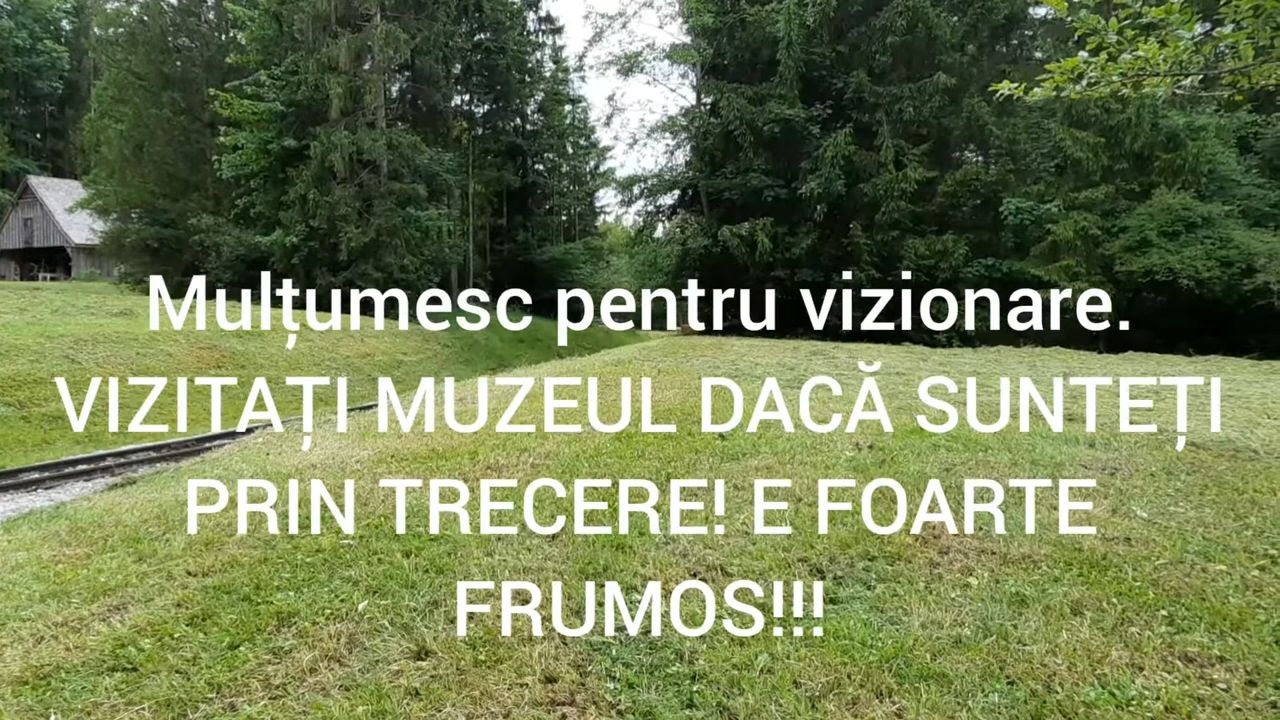 Mulțumesc pentru vizionare.
VIZITAȚI MUZEUL DACĂ SUNTEȚI
PRIN TRECERE! E FOARTE
FRUMOS!!!